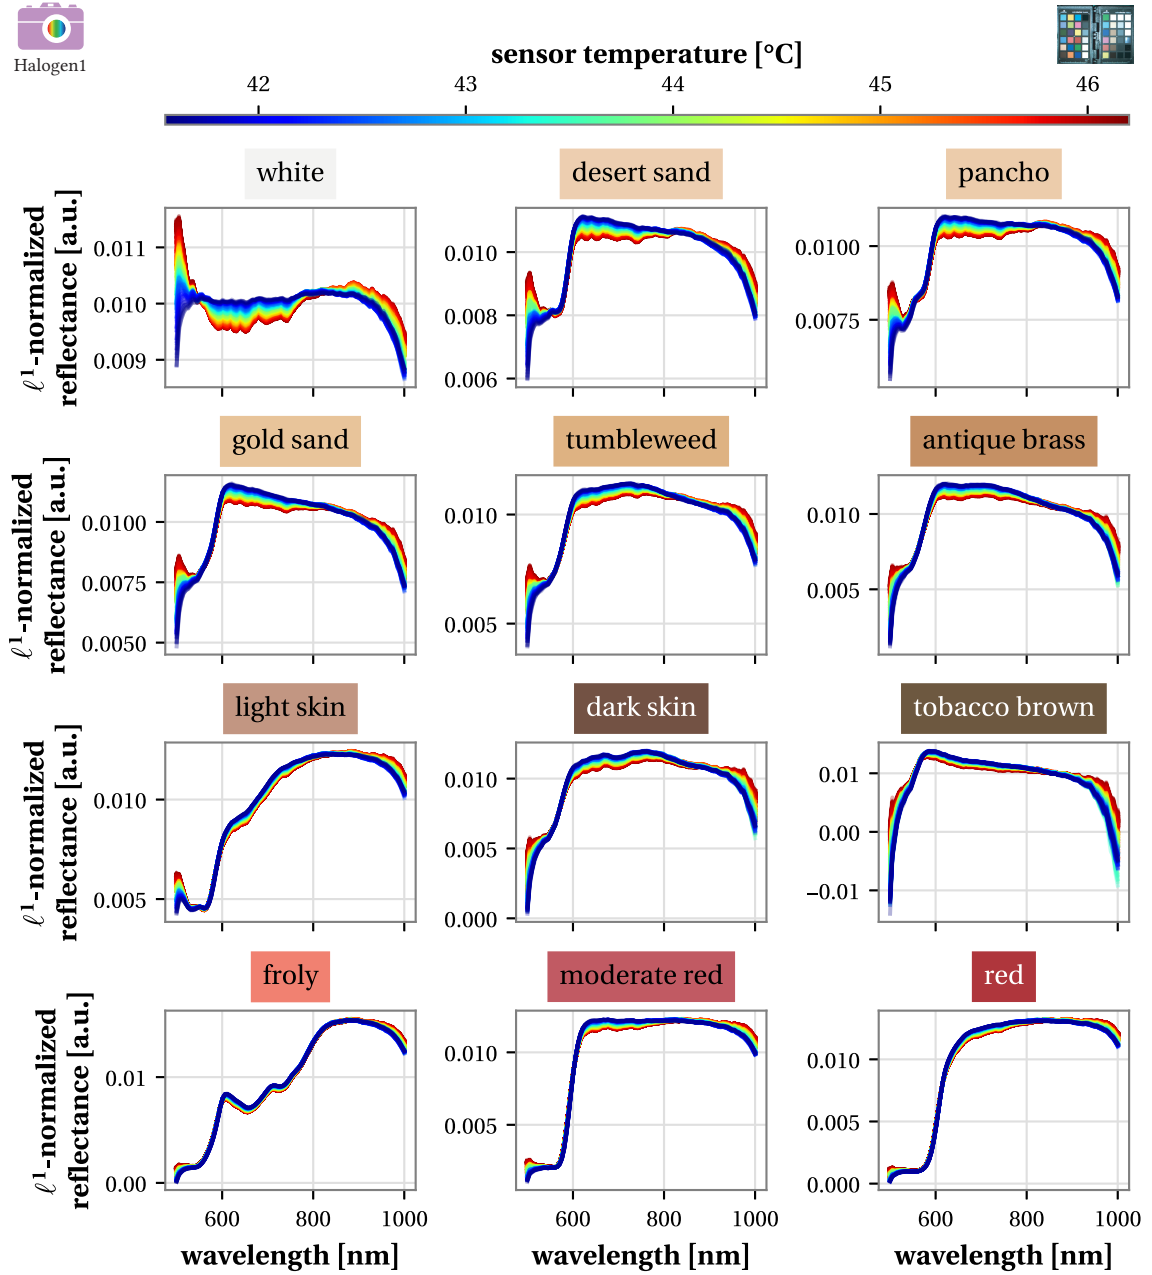 Halogen1
sensor temperature [°C]
42 43 44 45 46
white desert sand pancho
ℓ¹-normalized
reflectance [a.u.]
0.011
0.010
0.009
0.010
0.008
0.006
0.0100
0.0075
gold sand tumbleweed antique brass
ℓ¹-normalized
reflectance [a.u.]
0.0100
0.0075
0.0050
0.010
0.005
0.010
0.005
light skin dark skin tobacco brown
ℓ¹-normalized
reflectance [a.u.]
0.010
0.005
0.010
0.005
0.000
0.01
0.00
−0.01
froly moderate red red
ℓ¹-normalized
reflectance [a.u.]
0.01
0.00
0.010
0.005
0.010
0.005
0.000
600 800 1000 600 800 1000 600 800 1000
wavelength [nm] wavelength [nm] wavelength [nm]